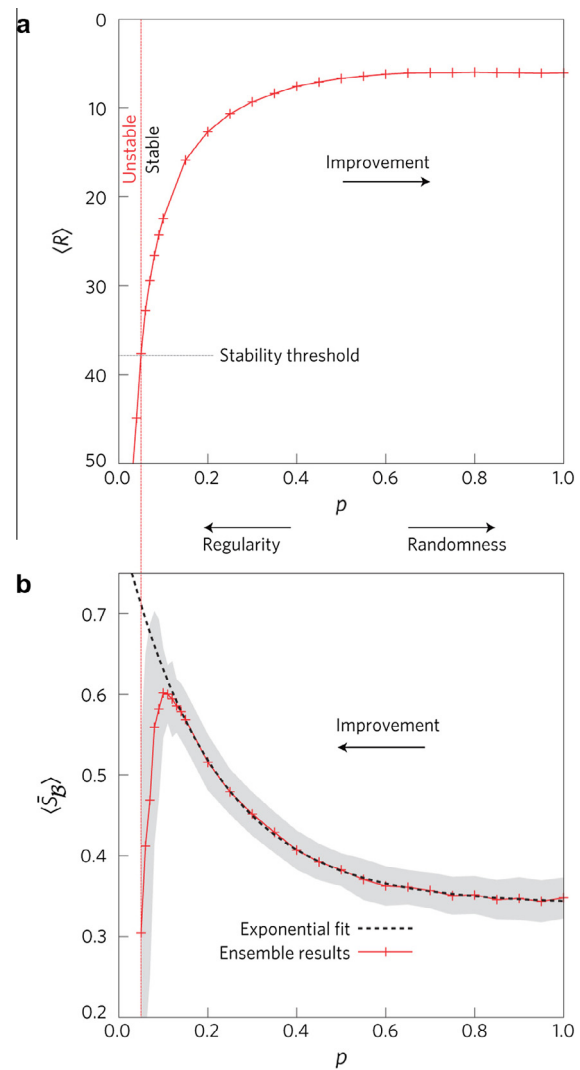 a
0
10
20
30
40
50
⟨R⟩
Unstable
Stable
Improvement
Stability threshold
0.0 0.2 0.4 0.6 0.8 1.0
p
Regularity
Randomness
b
0.7
0.6
0.5
0.4
0.3
0.2
⟨S̄ℬ⟩
Improvement
Exponential fit
Ensemble results
0.0 0.2 0.4 0.6 0.8 1.0
p